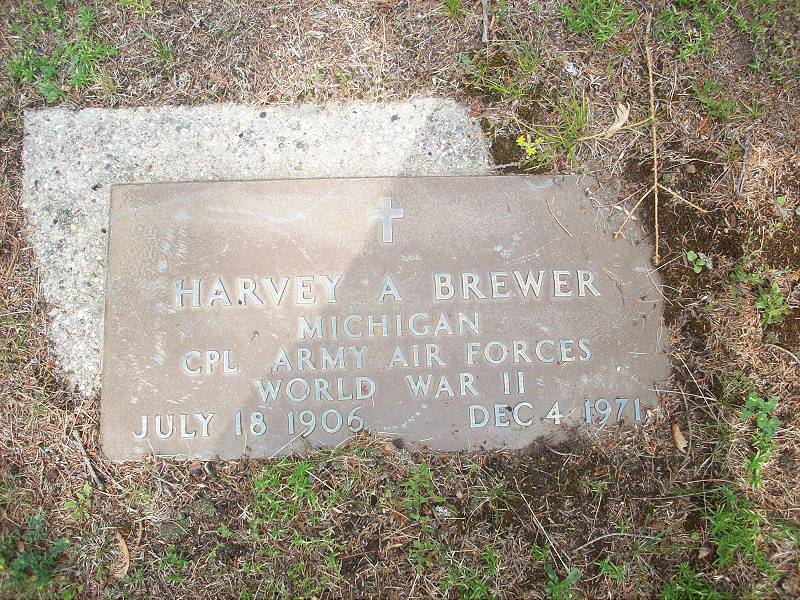 HARVEY A BREWER
MICHIGAN
CPL ARMY AIR FORCES
WORLD WAR II
JULY 18 1906 DEC 4 1971